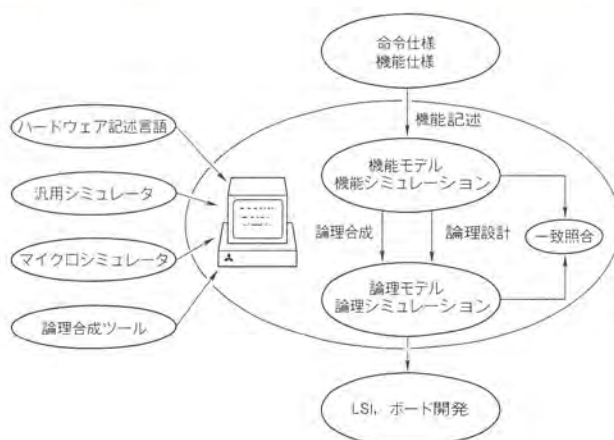 命令仕様
機能仕様
機能記述
ハードウェア記述言語
汎用シミュレータ
マイクロシミュレータ
論理合成ツール
機能モデル
機能シミュレーション
論理合成
論理設計
一致照合
論理モデル
論理シミュレーション
LSI，ボード開発